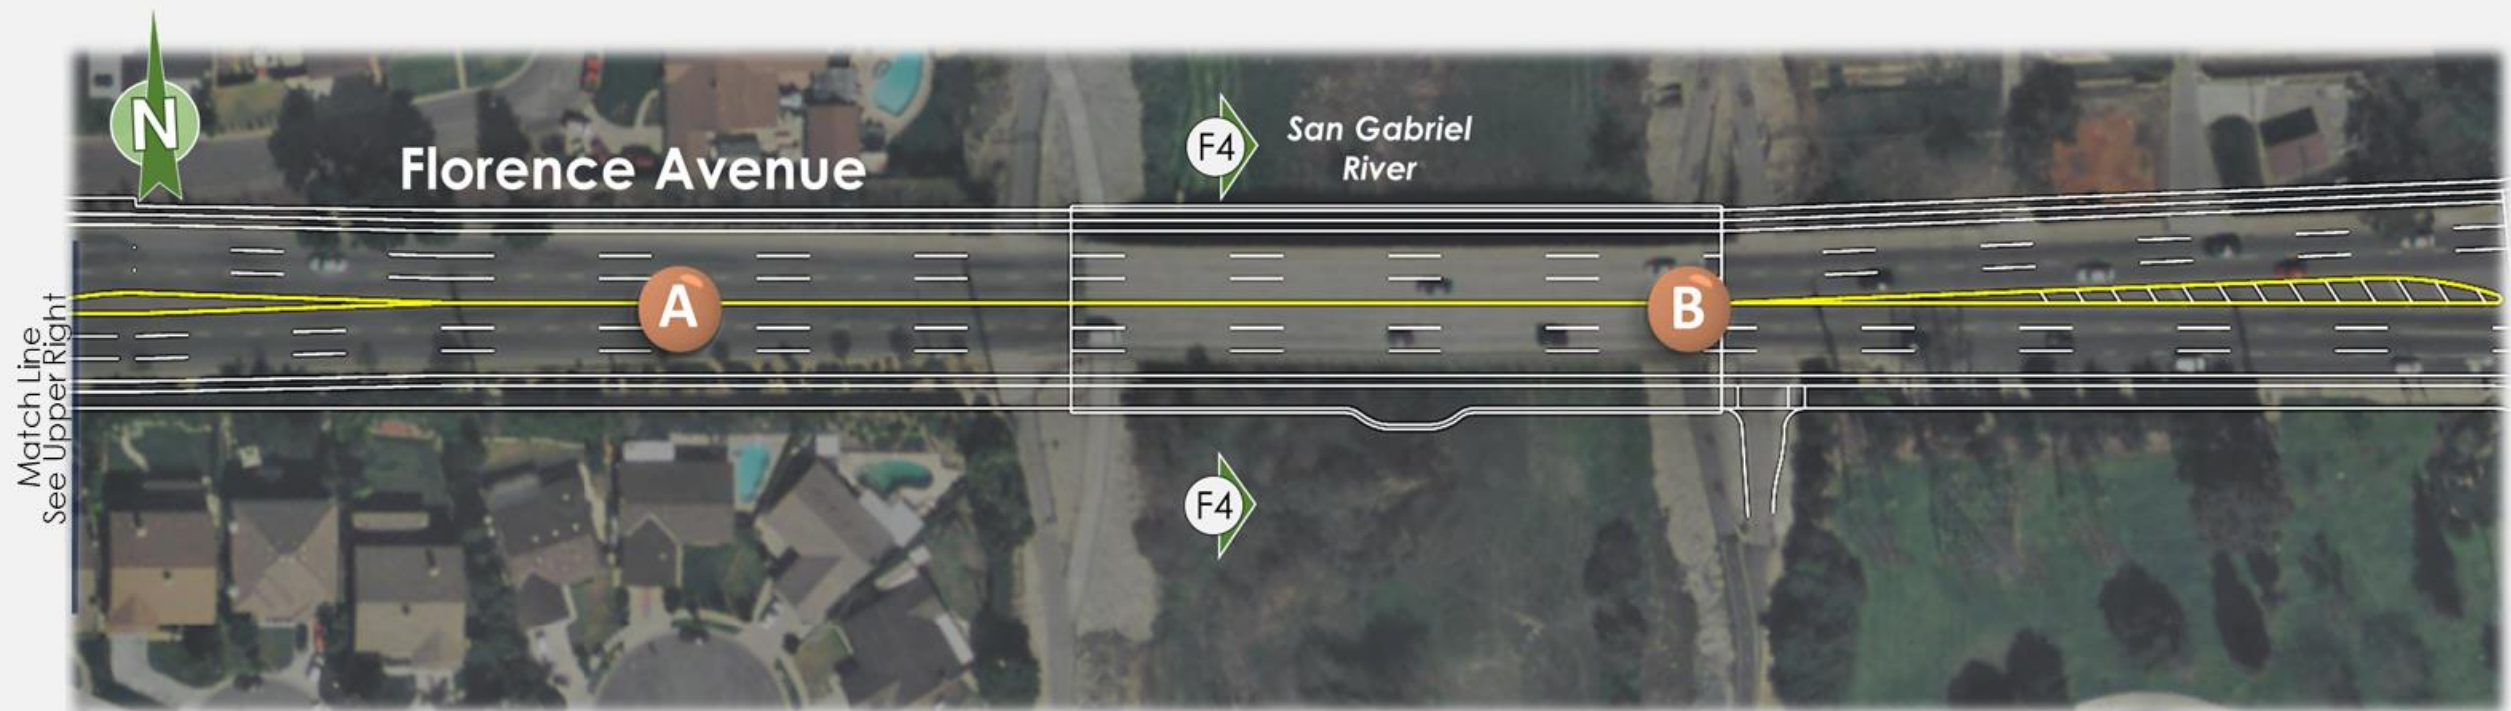 N
Florence Avenue
F4
San Gabriel
River
A
B
Match Line
See Upper Right
F4